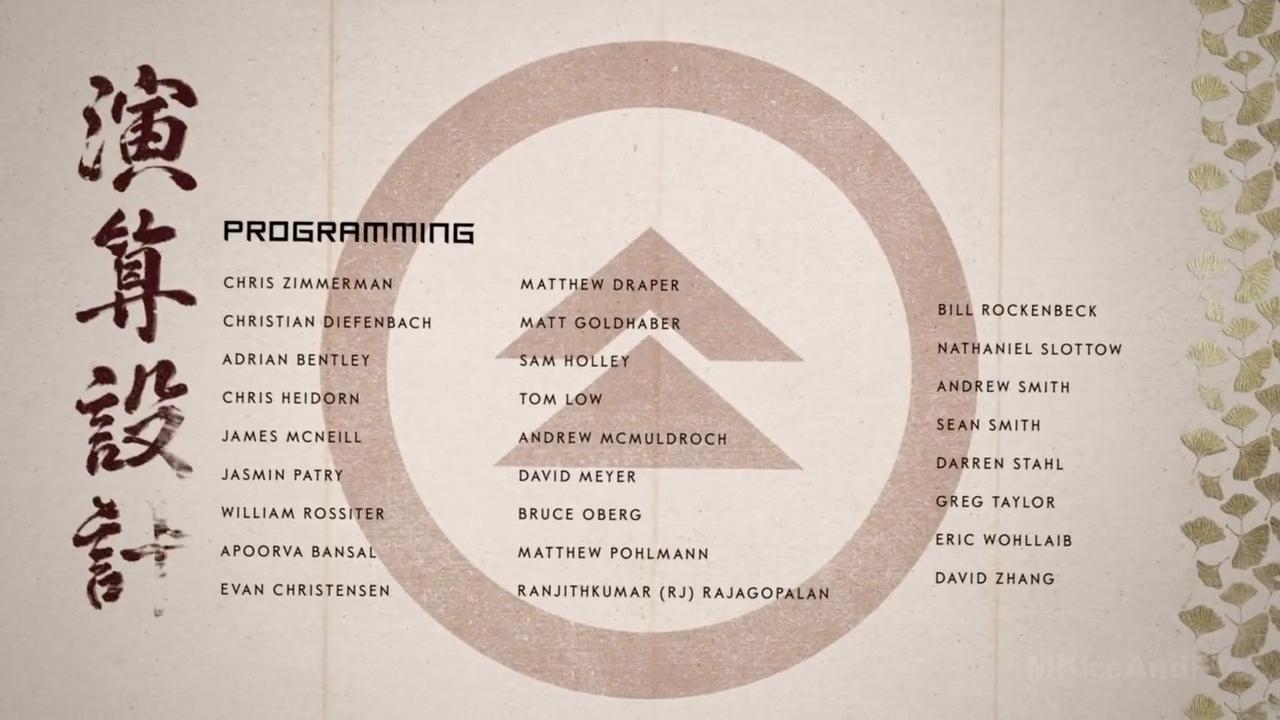 演算設計
PROGRAMMING
CHRIS ZIMMERMAN
CHRISTIAN DIEFENBACH
ADRIAN BENTLEY
CHRIS HEIDORN
JAMES MCNEILL
JASMIN PATRY
WILLIAM ROSSITER
APOORVA BANSAL
EVAN CHRISTENSEN
MATTHEW DRAPER
MATT GOLDHABER
SAM HOLLEY
TOM LOW
ANDREW MCMULDROCH
DAVID MEYER
BRUCE OBERG
MATTHEW POHLMANN
RANJITHKUMAR (RJ) RAJAGOPALAN
BILL ROCKENBECK
NATHANIEL SLOTTOW
ANDREW SMITH
SEAN SMITH
DARREN STAHL
GREG TAYLOR
ERIC WOHLLAIB
DAVID ZHANG